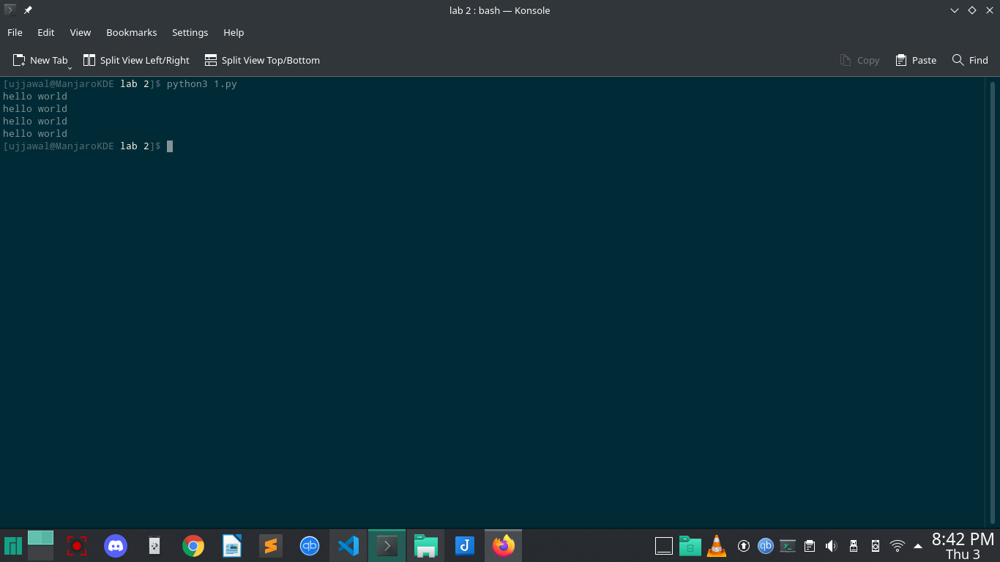 lab 2 : bash — Konsole
File Edit View Bookmarks Settings Help
New Tab Split View Left/Right Split View Top/Bottom Copy Paste Find
[ujjawal@ManjaroKDE lab 2]$ python3 1.py
hello world
hello world
hello world
hello world
[ujjawal@ManjaroKDE lab 2]$
qb
qb
8:42 PM
Thu 3